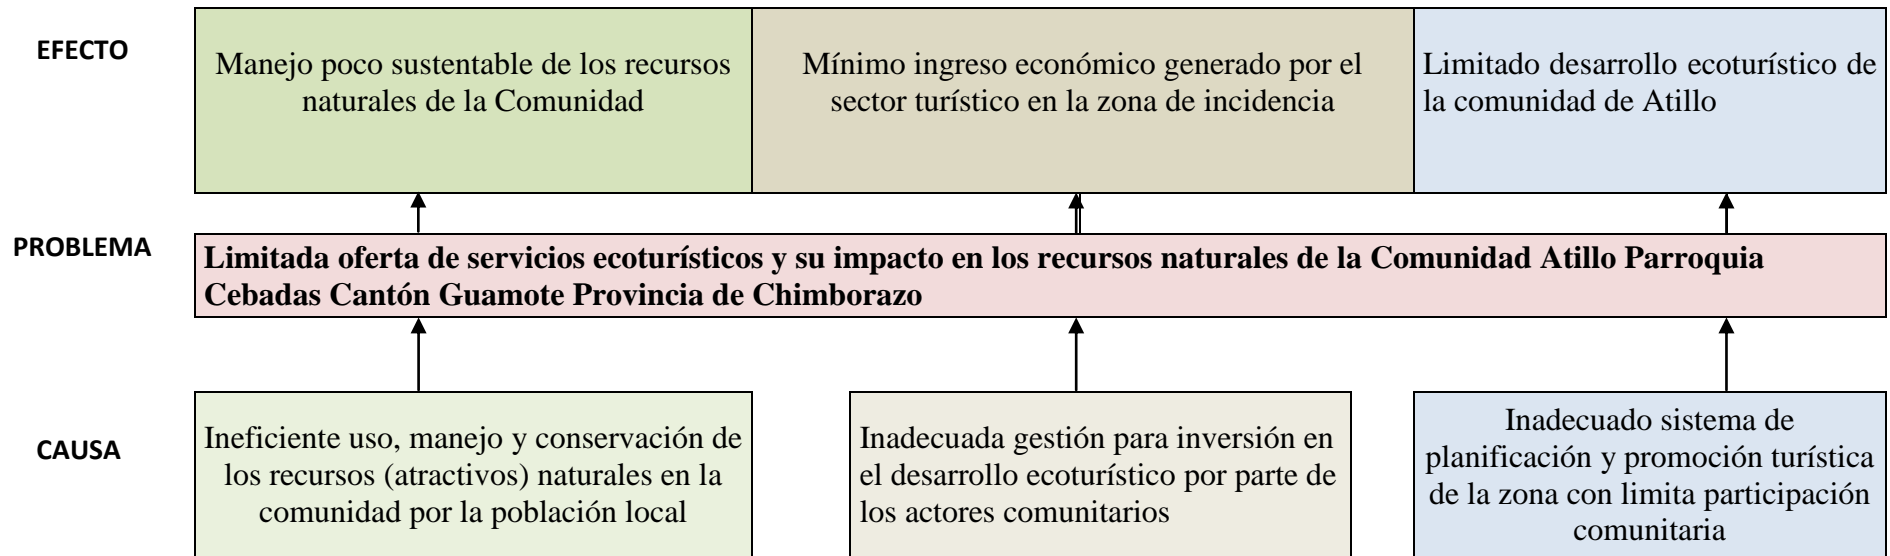 EFECTO
Manejo poco sustentable de los recursos
naturales de la Comunidad
Mínimo ingreso económico generado por el
sector turístico en la zona de incidencia
Limitado desarrollo ecoturístico de
la comunidad de Atillo
PROBLEMA
Limitada oferta de servicios ecoturísticos y su impacto en los recursos naturales de la Comunidad Atillo Parroquia
Cebadas Cantón Guamote Provincia de Chimborazo
CAUSA
Ineficiente uso, manejo y conservación de
los recursos (atractivos) naturales en la
comunidad por la población local
Inadecuada gestión para inversión en
el desarrollo ecoturístico por parte de
los actores comunitarios
Inadecuado sistema de
planificación y promoción turística
de la zona con limita participación
comunitaria